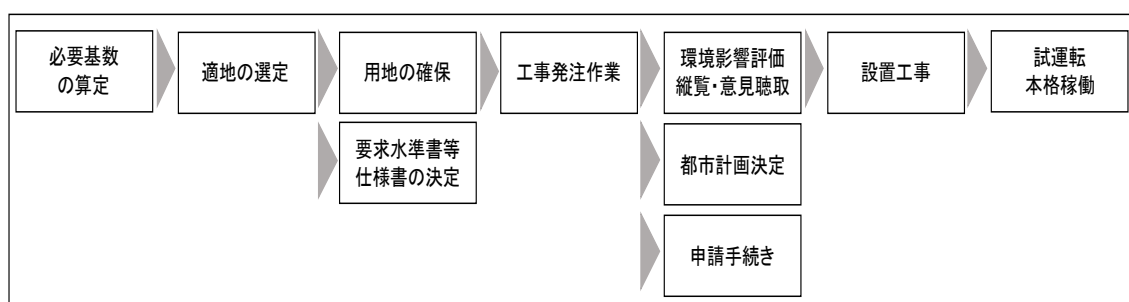 必要基数
の算定
適地の選定
用地の確保
工事発注作業
環境影響評価
縦覧・意見聴取
設置工事
試運転
本格稼働
要求水準書等
仕様書の決定
都市計画決定
申請手続き